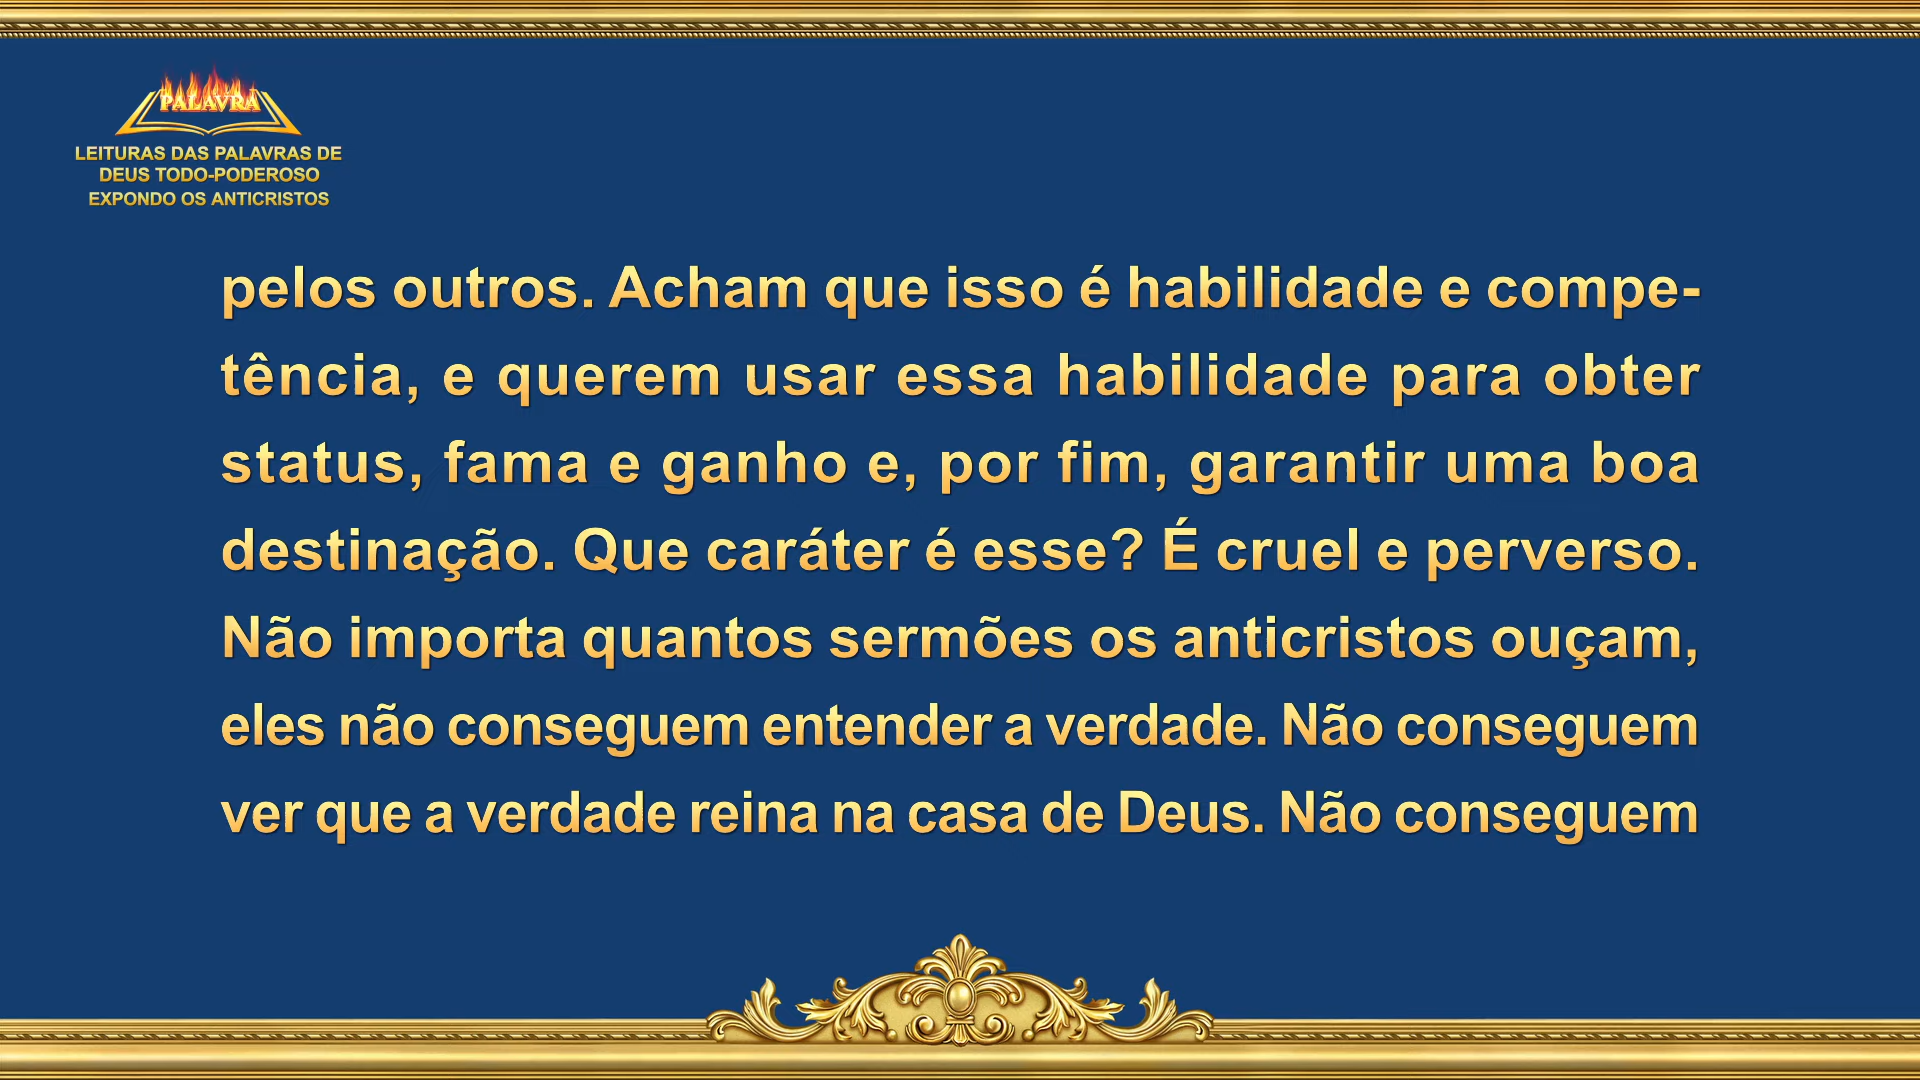 PALAVRA
LEITURAS DAS PALAVRAS DE
DEUS TODO-PODEROSO
EXPONDO OS ANTICRISTOS
pelos outros. Acham que isso é habilidade e compe-
tência, e querem usar essa habilidade para obter
status, fama e ganho e, por fim, garantir uma boa
destinação. Que caráter é esse? É cruel e perverso.
Não importa quantos sermões os anticristos ouçam,
eles não conseguem entender a verdade. Não conseguem
ver que a verdade reina na casa de Deus. Não conseguem